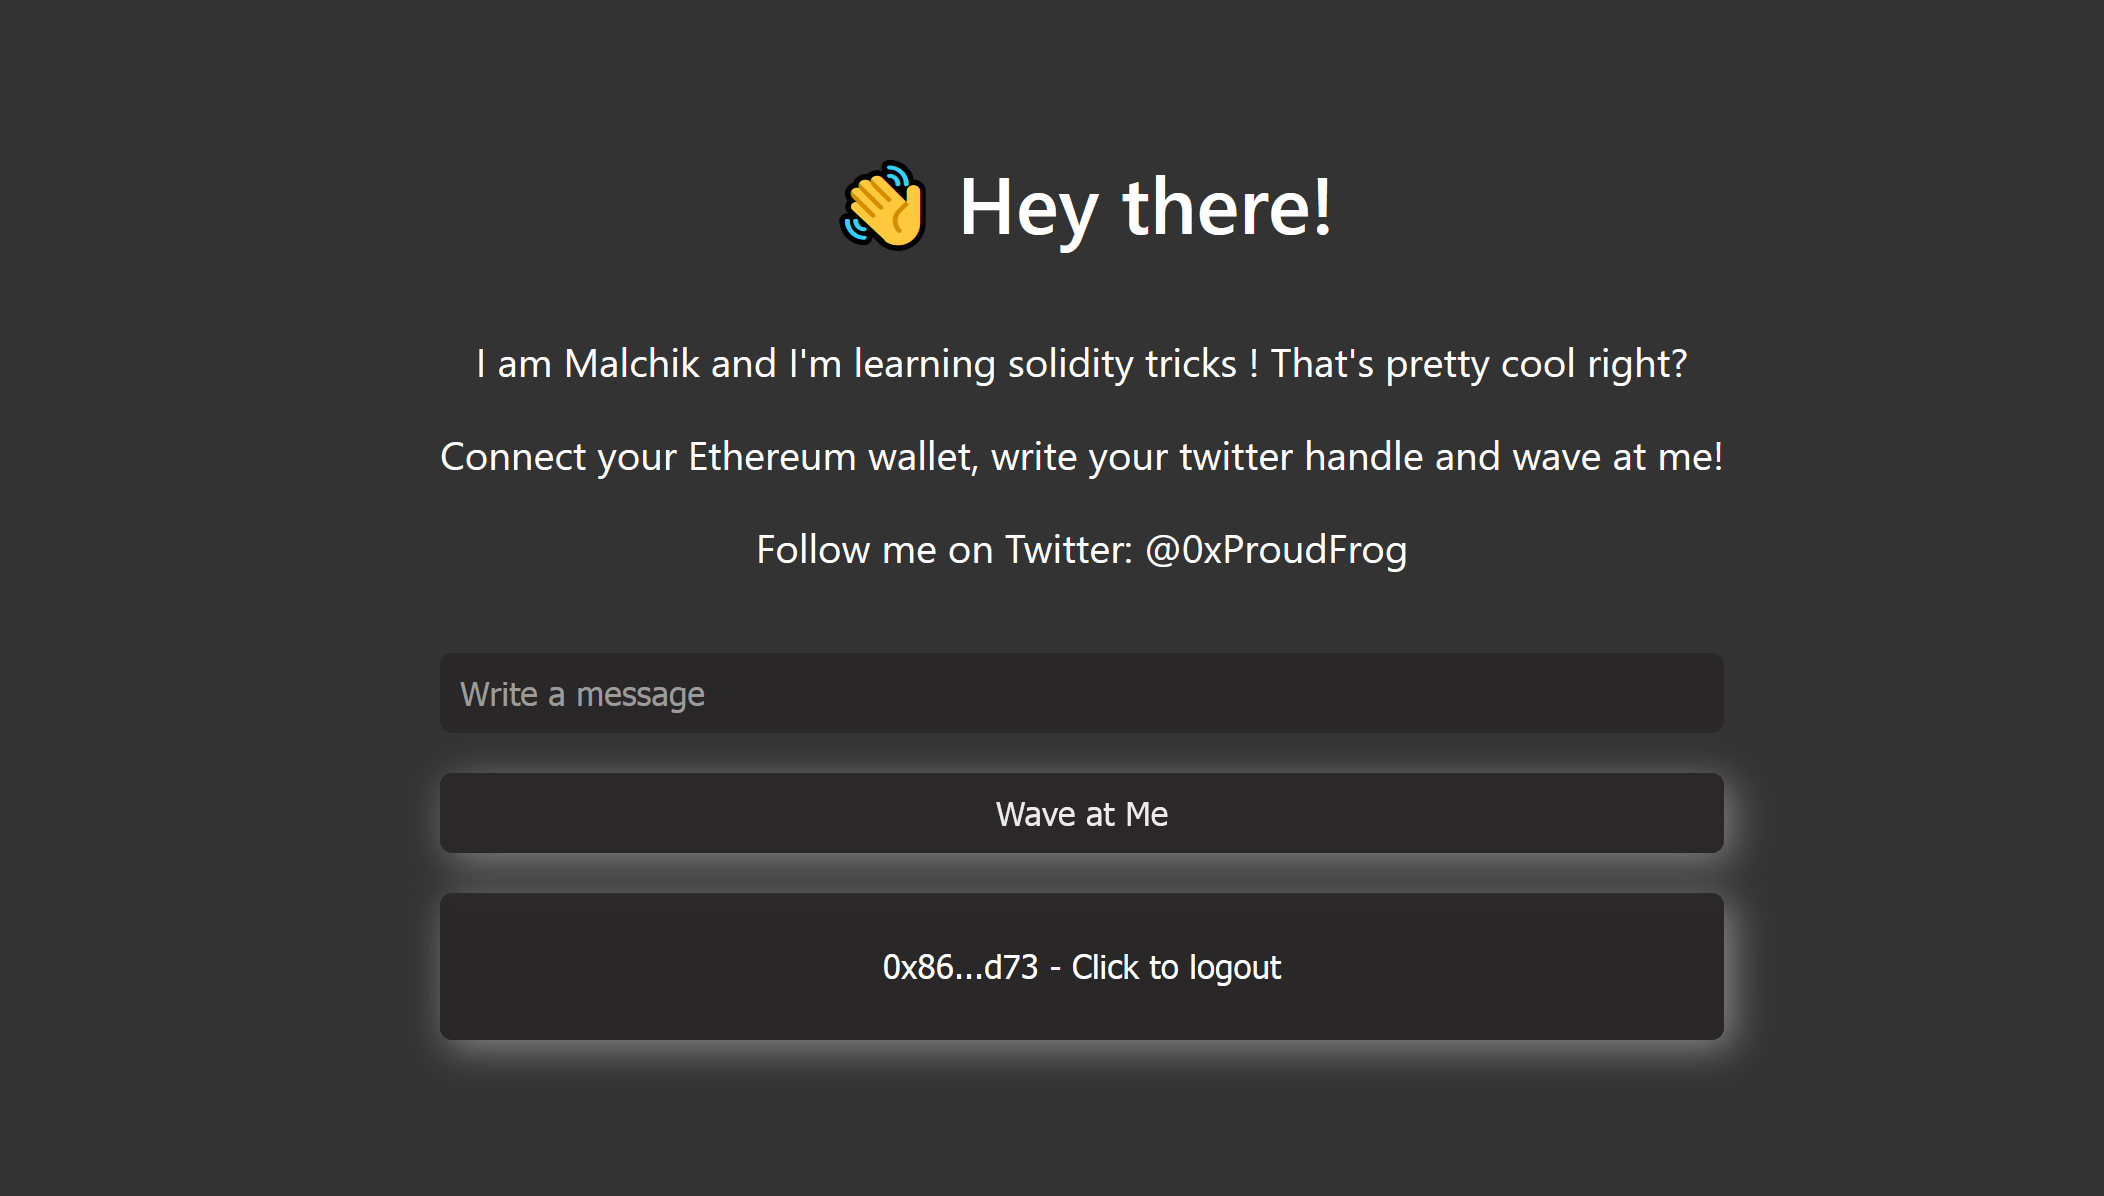 👋 Hey there!
I am Malchik and I'm learning solidity tricks ! That's pretty cool right?
Connect your Ethereum wallet, write your twitter handle and wave at me!
Follow me on Twitter: @0xProudFrog
Write a message
Wave at Me
0x86...d73 - Click to logout